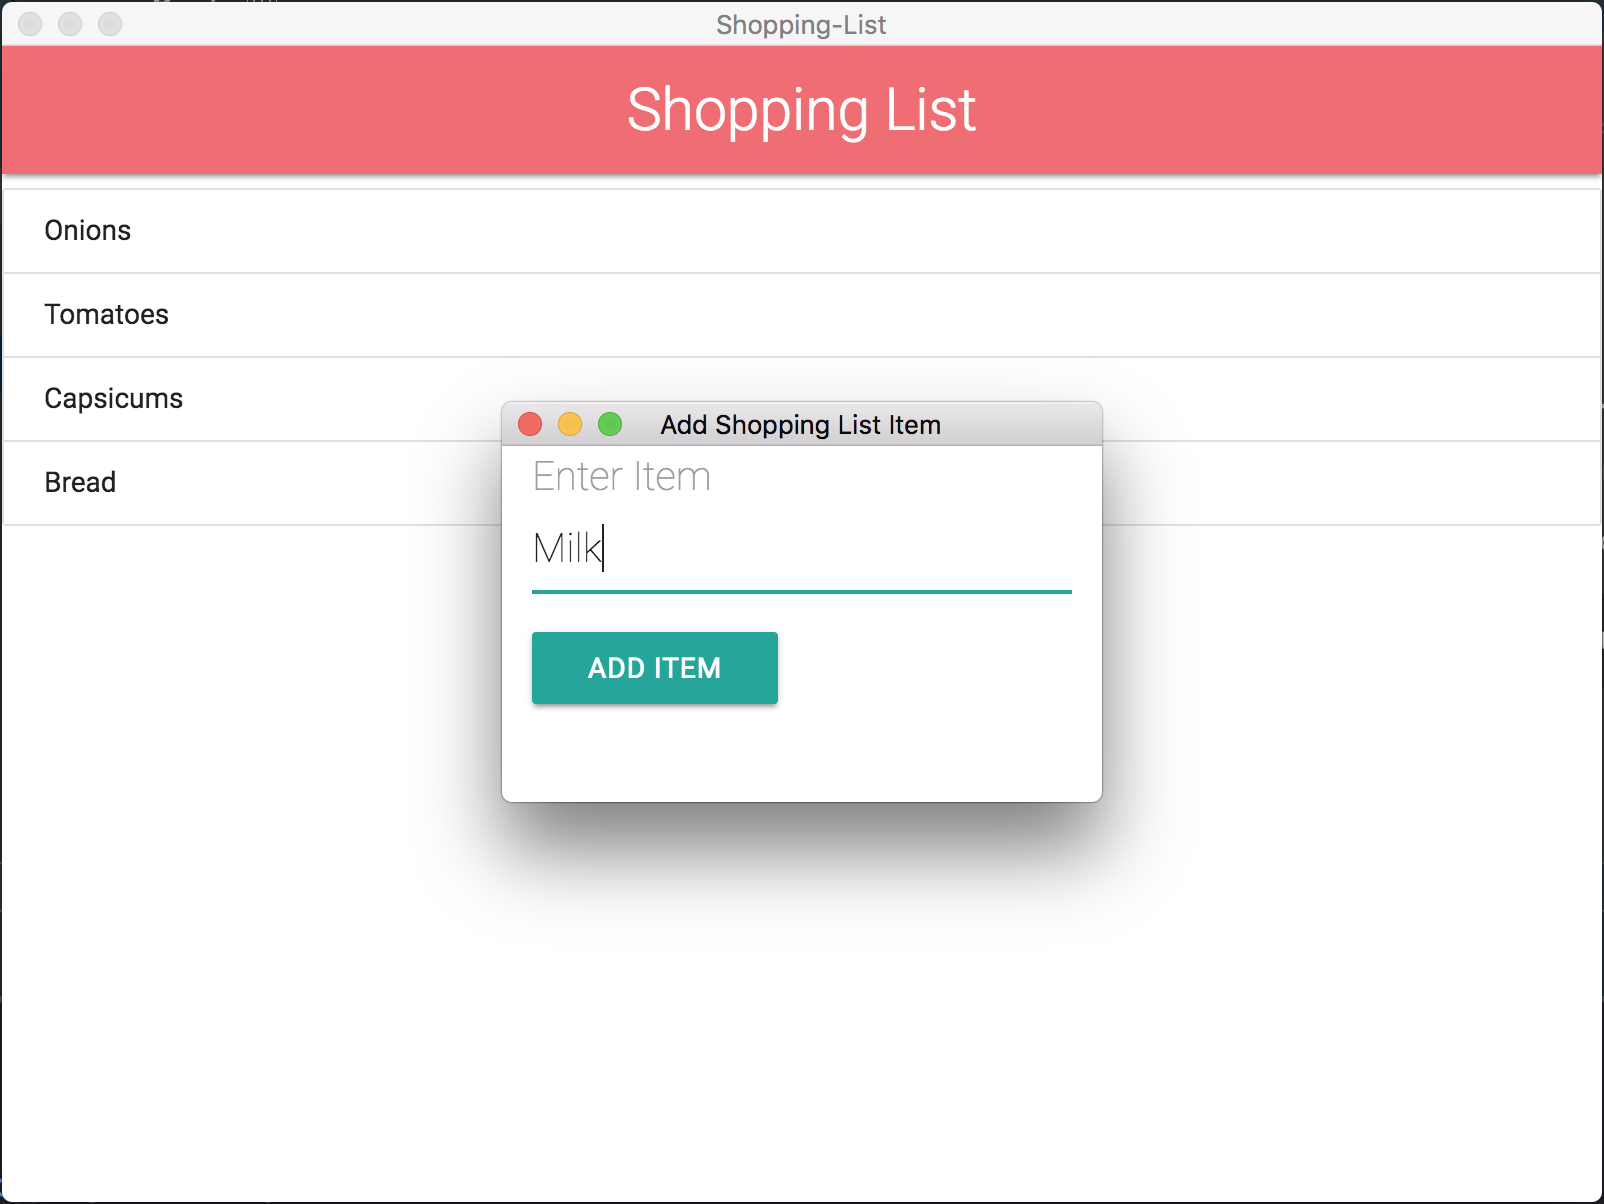 Shopping-List
Shopping List
Onions
Tomatoes
Capsicums
Bread
Add Shopping List Item
Enter Item
Milk
ADD ITEM